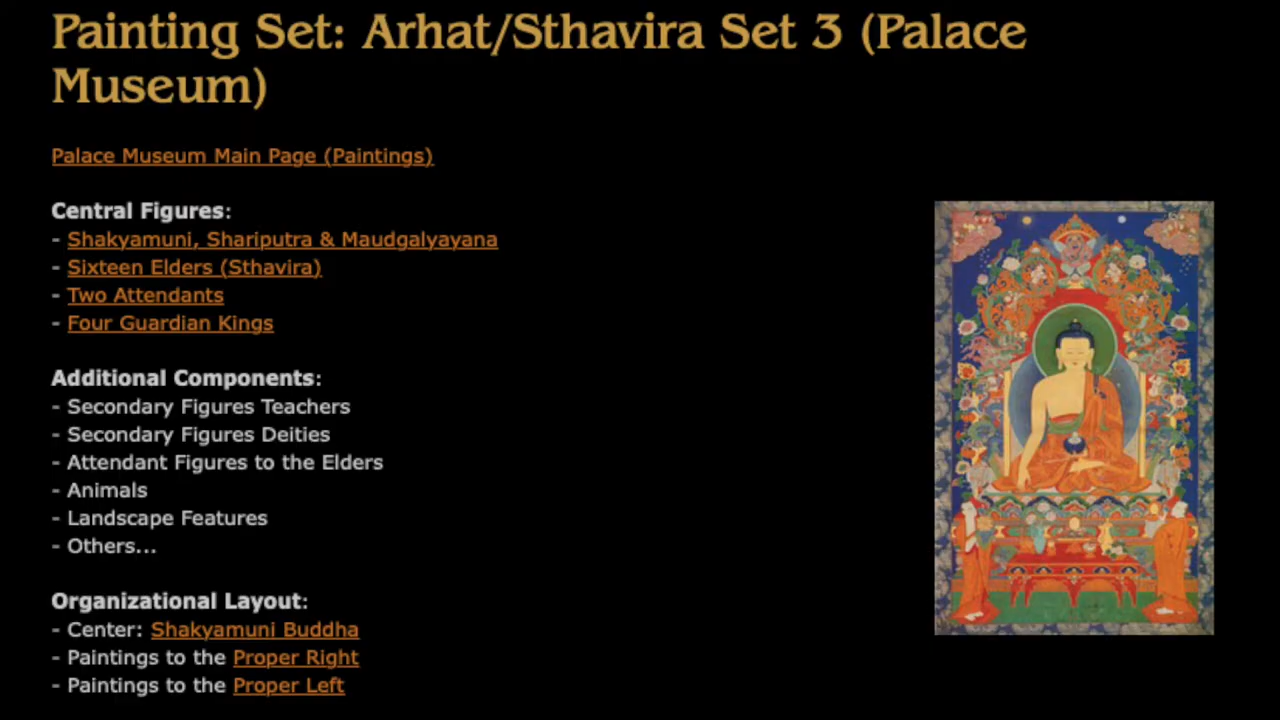 Painting Set: Arhat/Sthavira Set 3 (Palace
Museum)
Palace Museum Main Page (Paintings)
Central Figures:
- Shakyamuni, Shariputra & Maudgalyayana
- Sixteen Elders (Sthavira)
- Two Attendants
- Four Guardian Kings
Additional Components:
- Secondary Figures Teachers
- Secondary Figures Deities
- Attendant Figures to the Elders
- Animals
- Landscape Features
- Others...
Organizational Layout:
- Center: Shakyamuni Buddha
- Paintings to the Proper Right
- Paintings to the Proper Left